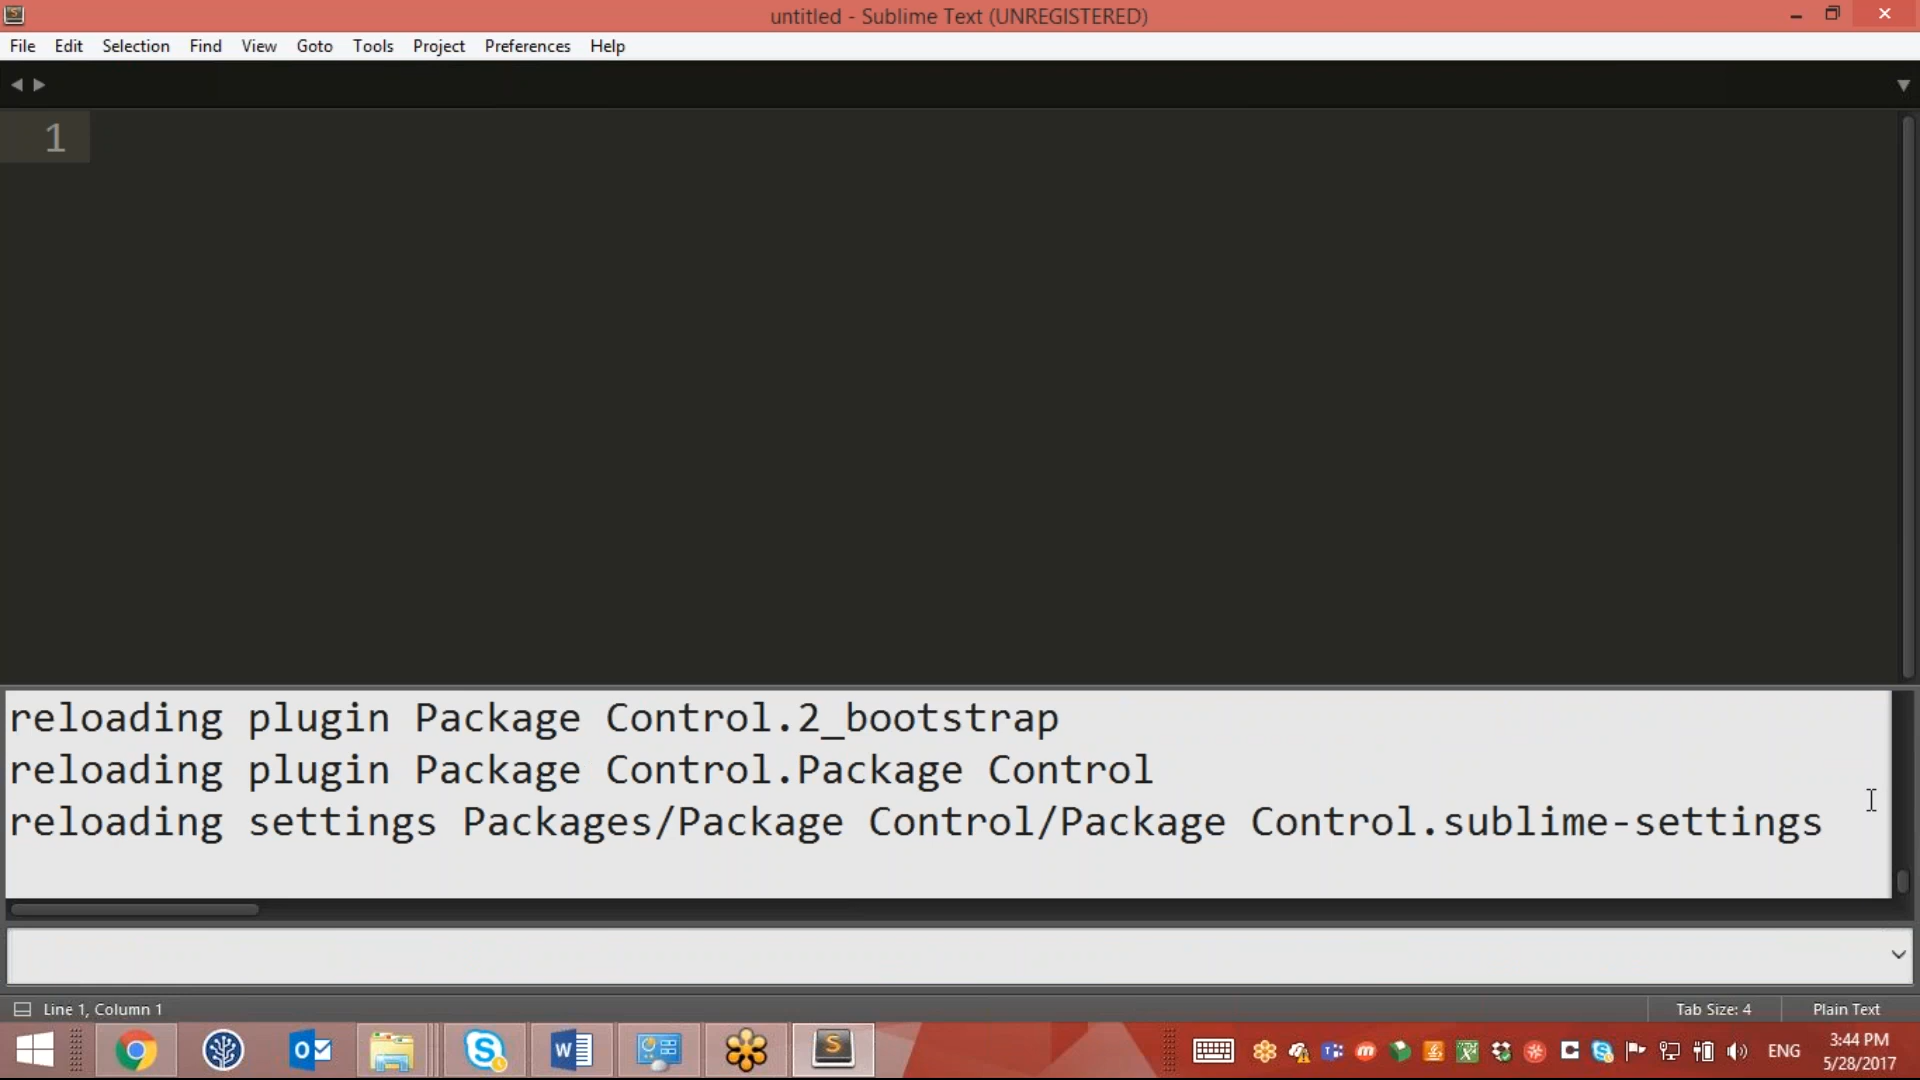 untitled - Sublime Text (UNREGISTERED)
File Edit Selection Find View Goto Tools Project Preferences Help
1
reloading plugin Package Control.2_bootstrap
reloading plugin Package Control.Package Control
reloading settings Packages/Package Control/Package Control.sublime-settings
Line 1, Column 1
Tab Size: 4
Plain Text
ENG
3:44 PM
5/28/2017